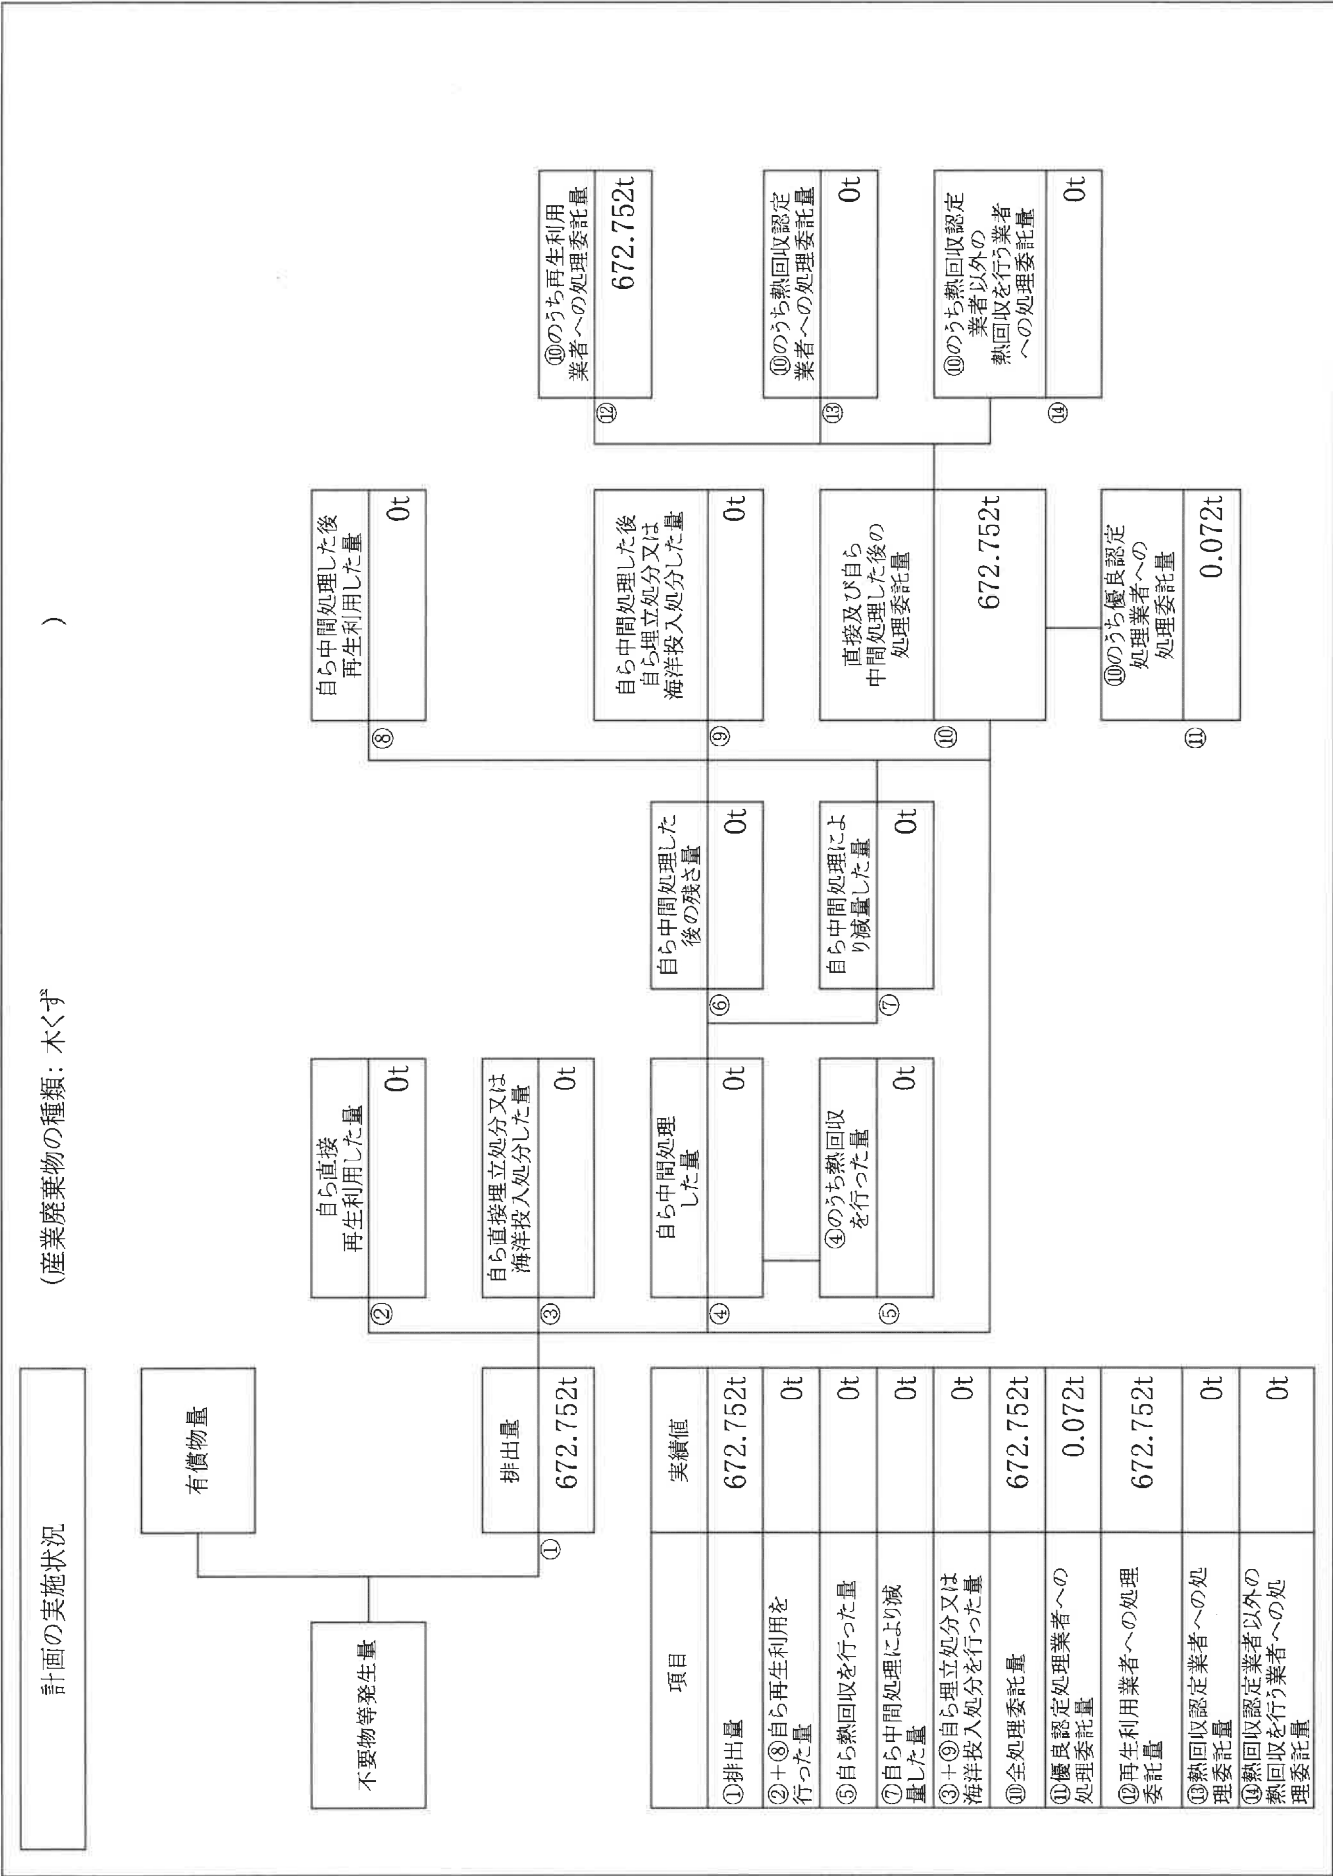 計画の実施状況
(産業廃棄物の種類：木くず
)
不要物等発生量
有償物量
排出量
①
672.752t
自ら直接
再生利用した量
②
0t
自ら直接埋立処分又は
海洋投入処分した量
③
0t
自ら中間処理
した量
④
0t
④のうち熱回収
を行った量
⑤
0t
自ら中間処理した
後の残さ量
⑥
0t
自ら中間処理によ
り減量した量
⑦
0t
自ら中間処理した後
再生利用した量
⑧
0t
自ら中間処理した後
自ら埋立処分又は
海洋投入処分した量
⑨
0t
直接及び自ら
中間処理した後の
処理委託量
⑩
672.752t
⑩のうち優良認定
処理業者への
処理委託量
⑪
0.072t
⑩のうち再生利用
業者への処理委託量
⑫
672.752t
⑩のうち熱回収認定
業者への処理委託量
⑬
0t
⑩のうち熱回収認定
業者以外の
熱回収を行う業者
への処理委託量
⑭
0t
項目
実績値
①排出量
672.752t
②＋⑧自ら再生利用を
行った量
0t
⑤自ら熱回収を行った量
0t
⑦自ら中間処理により減
量した量
0t
③＋⑨自ら埋立処分又は
海洋投入処分を行った量
0t
⑩全処理委託量
672.752t
⑪優良認定処理業者への
処理委託量
0.072t
⑫再生利用業者への処理
委託量
672.752t
⑬熱回収認定業者への処
理委託量
0t
⑭熱回収認定業者以外の
熱回収を行う業者への処
理委託量
0t